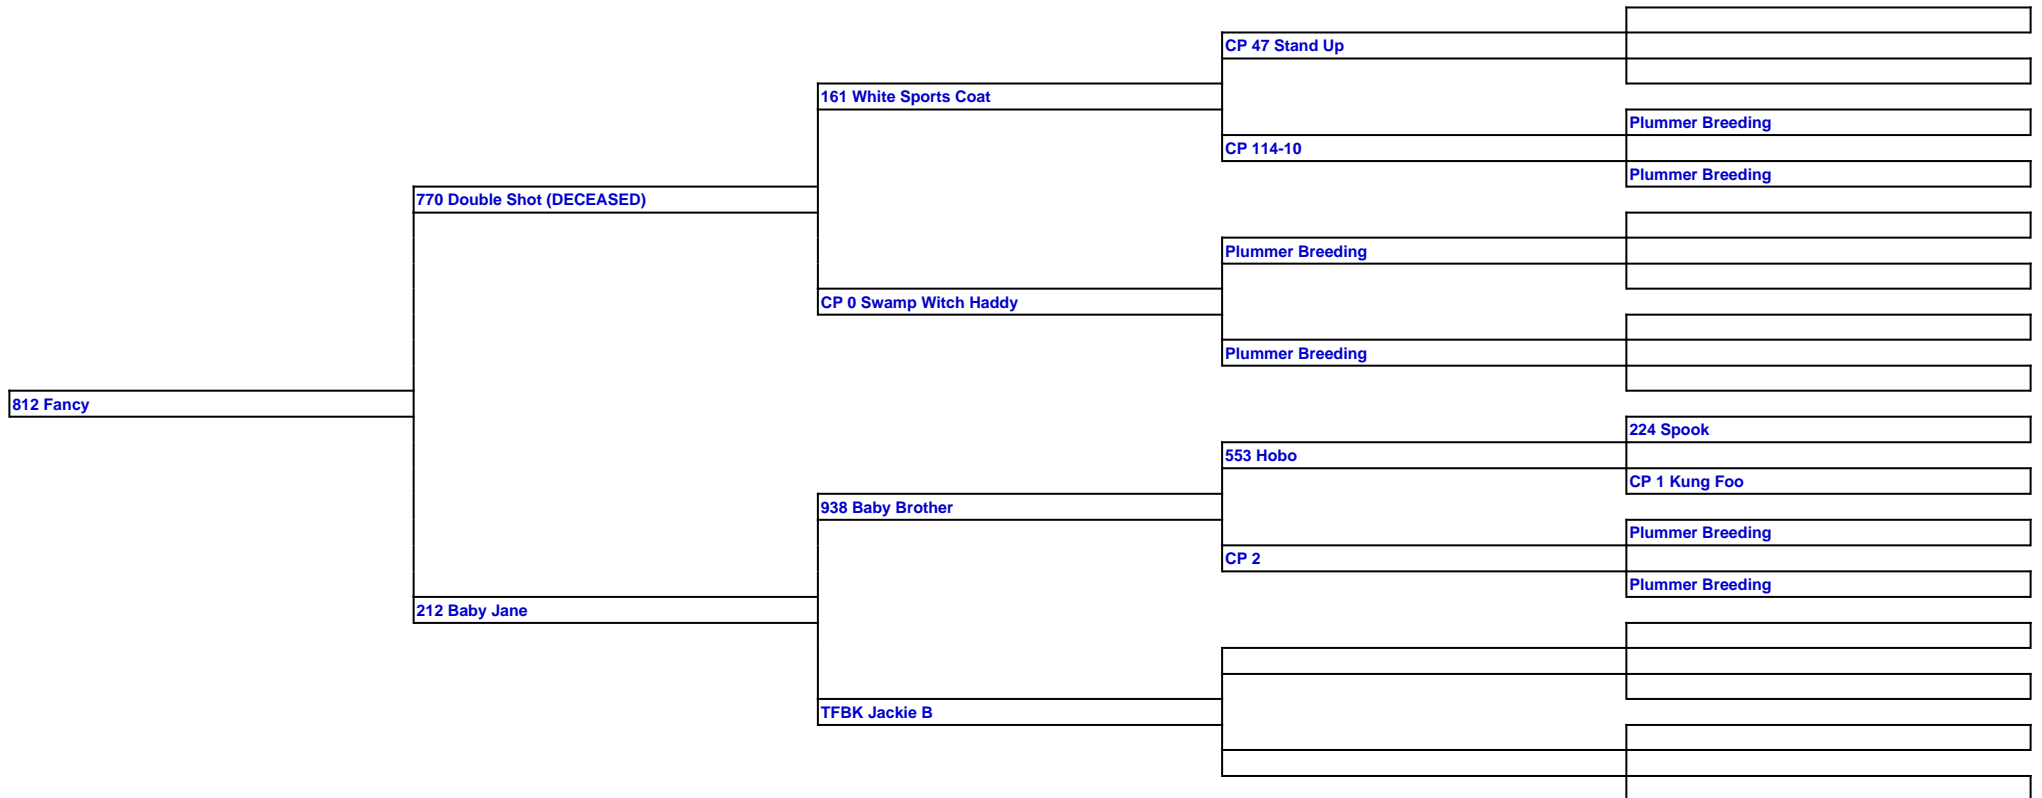 CP 47 Stand Up
161 White Sports Coat
Plummer Breeding
CP 114-10
Plummer Breeding
770 Double Shot (DECEASED)
Plummer Breeding
CP 0 Swamp Witch Haddy
Plummer Breeding
812 Fancy
224 Spook
553 Hobo
CP 1 Kung Foo
938 Baby Brother
Plummer Breeding
CP 2
Plummer Breeding
212 Baby Jane
TFBK Jackie B